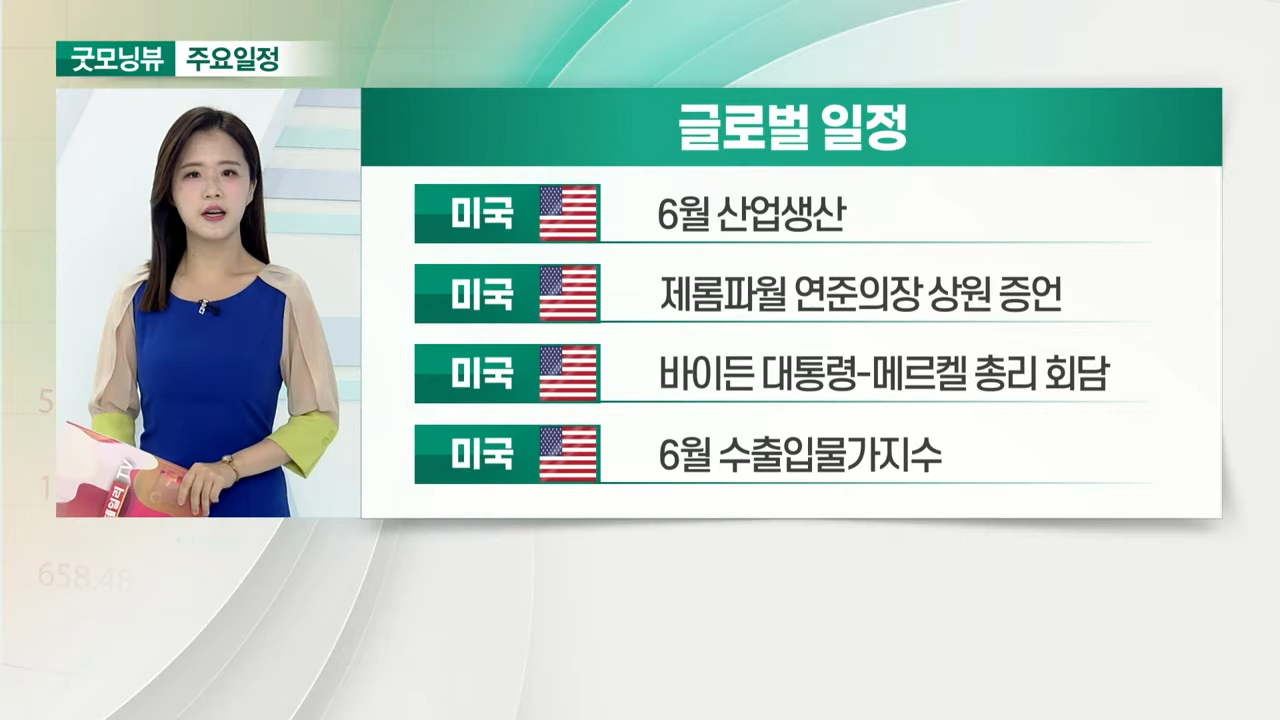 굿모닝뷰 주요일정
글로벌 일정
미국 6월 산업생산
미국 제롬파월 연준의장 상원 증언
미국 바이든 대통령-메르켈 총리 회담
미국 6월 수출입물가지수
TV
658.48